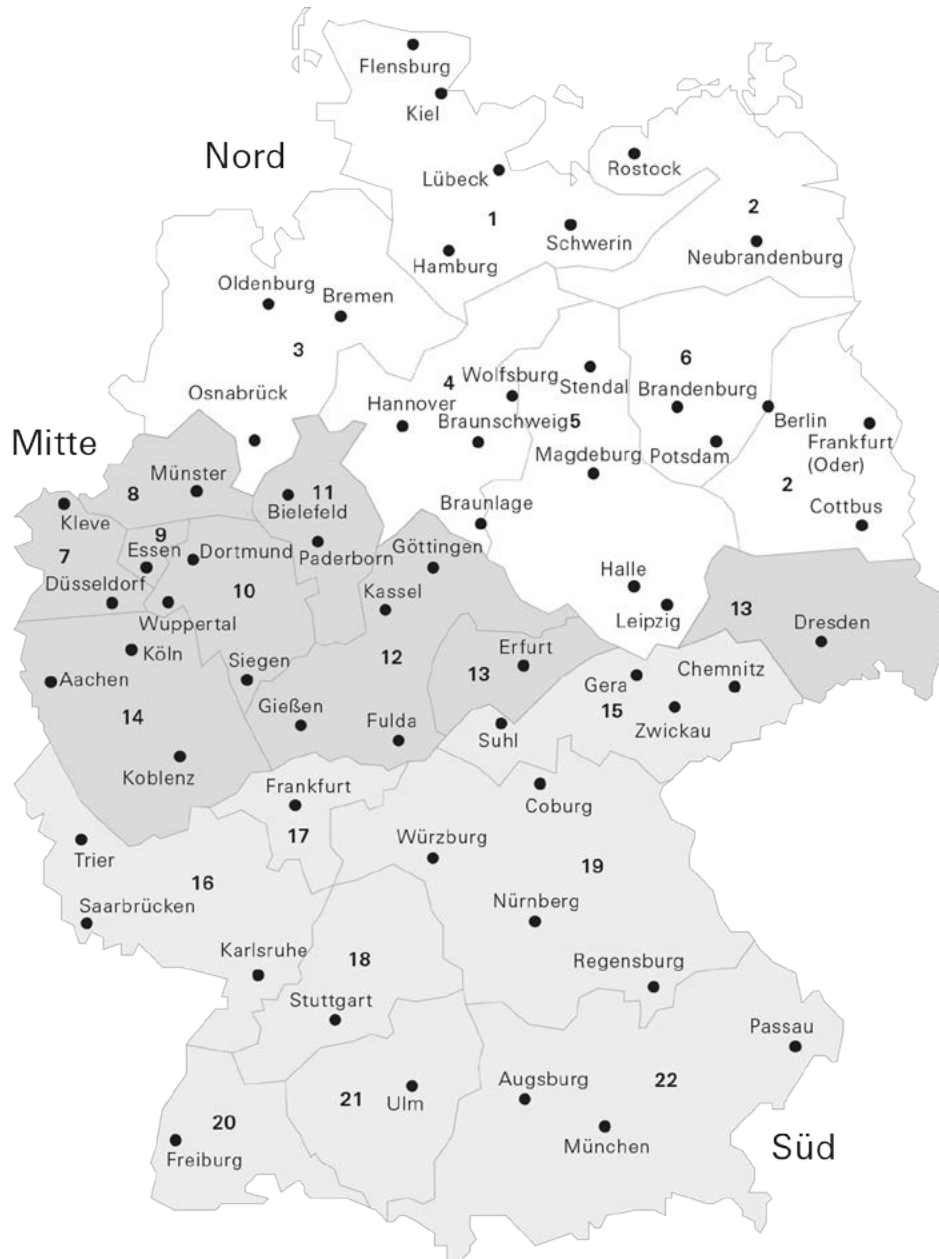 Flensburg
Kiel
Nord
Rostock
Lübeck
1
2
Schwerin
Hamburg
Neubrandenburg
Oldenburg
Bremen
3
6
4
Wolfsburg
Stendal
Brandenburg
Osnabrück
Hannover
Braunschweig
5
Berlin
Mitte
Frankfurt
(Oder)
Magdeburg
Potsdam
Münster
11
8
2
Bielefeld
Braunlage
Cottbus
Kleve
9
7
Essen
Dortmund
Paderborn
Göttingen
Düsseldorf
10
Kassel
Halle
Leipzig
13
Dresden
Wuppertal
Köln
Siegen
12
Erfurt
Chemnitz
Aachen
13
Gera
14
Gießen
Fulda
15
Suhl
Zwickau
Koblenz
Frankfurt
Coburg
17
Würzburg
Trier
19
16
Saarbrücken
Nürnberg
Karlsruhe
18
Regensburg
Stuttgart
Passau
Augsburg
22
21
Ulm
20
München
Süd
Freiburg